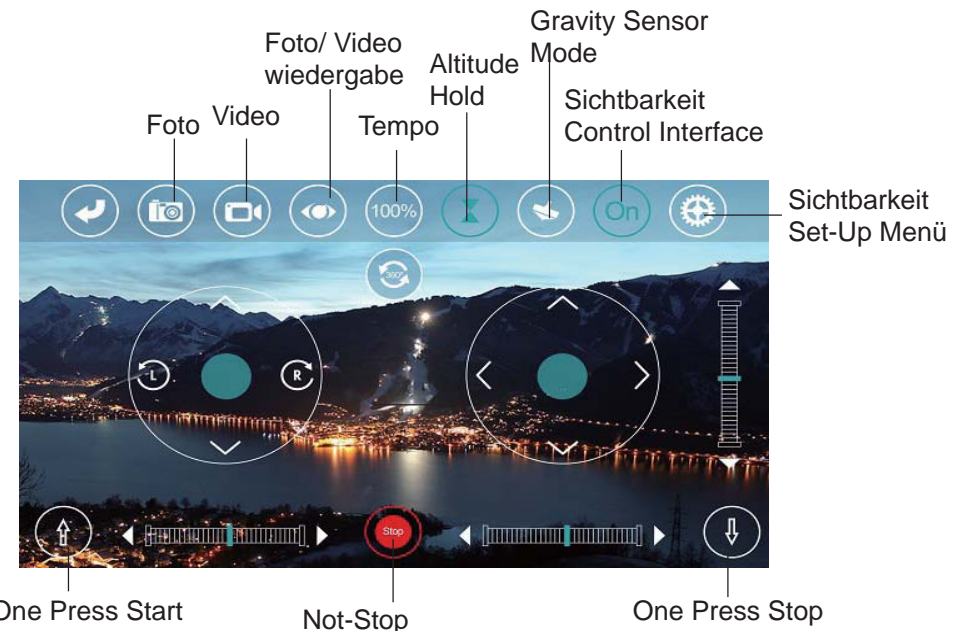 Gravity Sensor
Mode
Foto/ Video
wiedergabe
Altitude
Hold
Sichtbarkeit
Control Interface
Foto
Video
Tempo
100%
On
Sichtbarkeit
Set-Up Menü
360°
L
R
Stop
One Press Start
Not-Stop
One Press Stop